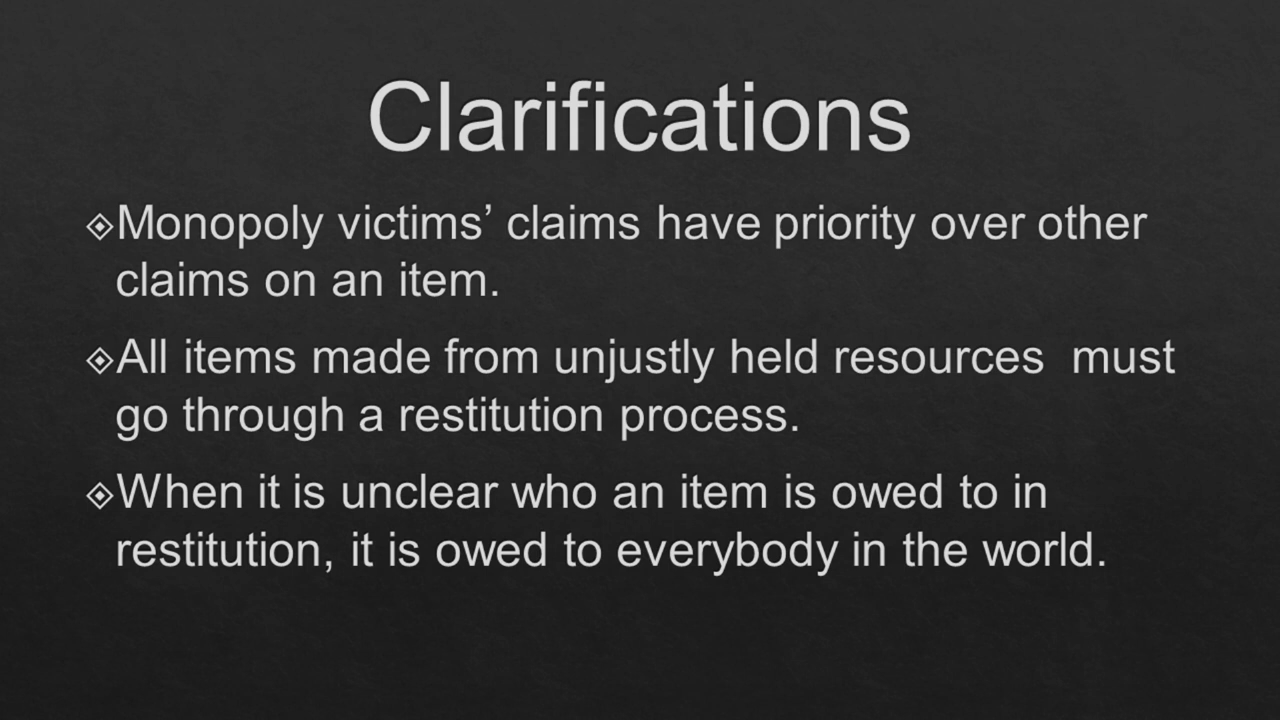 Clarifications
Monopoly victims’ claims have priority over other
claims on an item.
All items made from unjustly held resources  must
go through a restitution process.
When it is unclear who an item is owed to in
restitution, it is owed to everybody in the world.